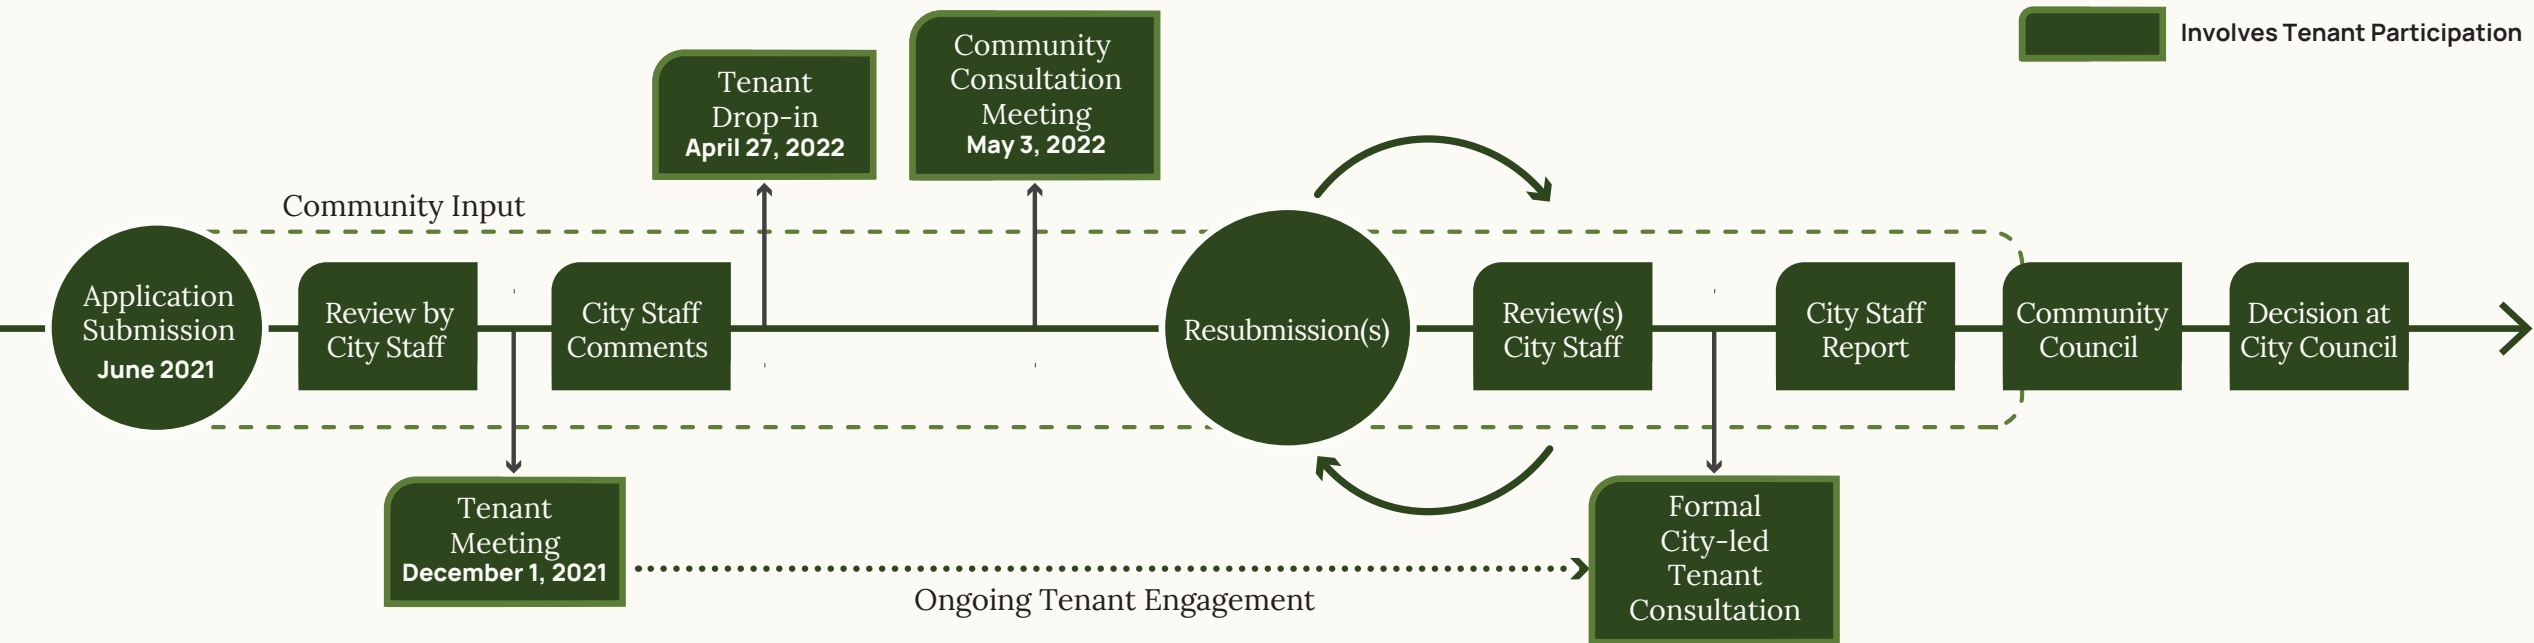 Involves Tenant Participation
Tenant
Drop-in
April 27, 2022
Community
Consultation
Meeting
May 3, 2022
Community Input
Application
Submission
June 2021
Review by
City Staff
City Staff
Comments
Resubmission(s)
Review(s)
City Staff
City Staff
Report
Community
Council
Decision at
City Council
Tenant
Meeting
December 1, 2021
Ongoing Tenant Engagement
Formal
City-led
Tenant
Consultation